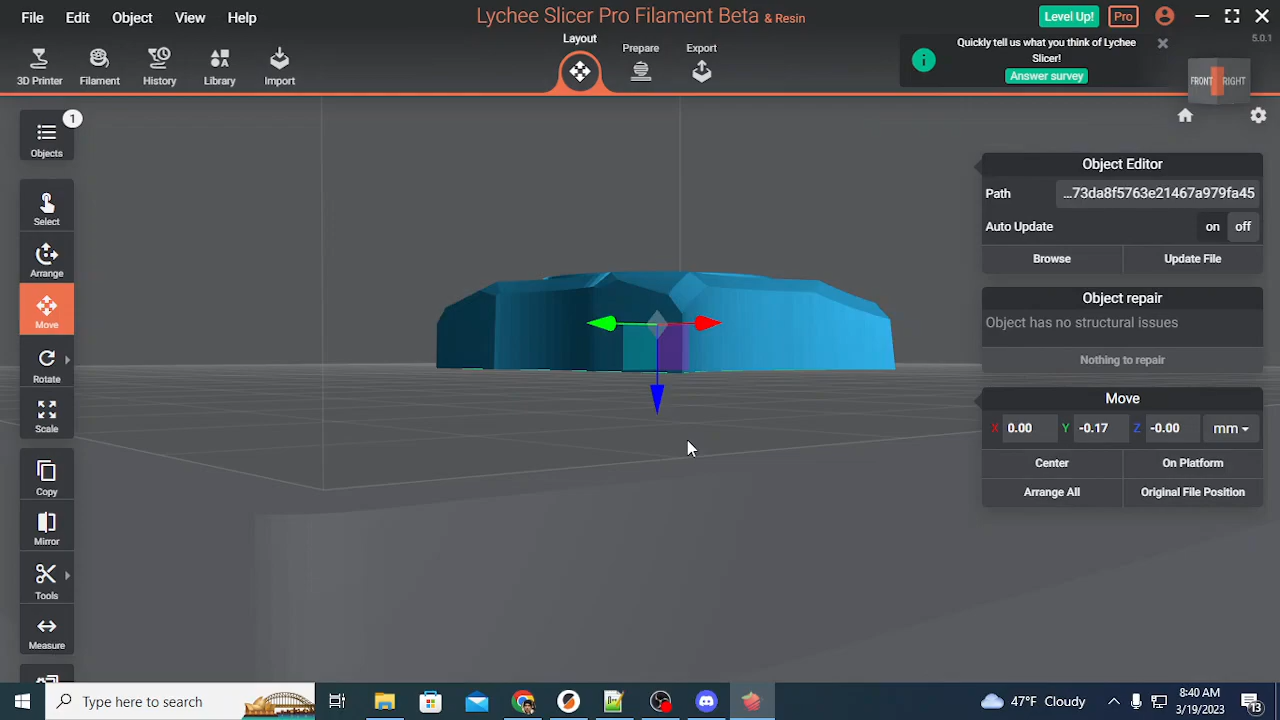 File Edit Object View Help
Lychee Slicer Pro Filament Beta & Resin
Level Up! Pro
5.0.1
3D Printer Filament History Library Import
Layout
Prepare
Export
Quickly tell us what you think of Lychee
Slicer!
Answer survey
FRONT RIGHT
1
Objects
Select
Arrange
Move
Rotate
Scale
Copy
Mirror
Tools
Measure
Object Editor
Path ...73da8f5763e21467a979fa45
Auto Update on off
Browse Update File
Object repair
Object has no structural issues
Nothing to repair
Move
X 0.00 Y -0.17 Z -0.00 mm
Center On Platform
Arrange All Original File Position
Type here to search
47°F Cloudy
8:40 AM
3/19/2023
13